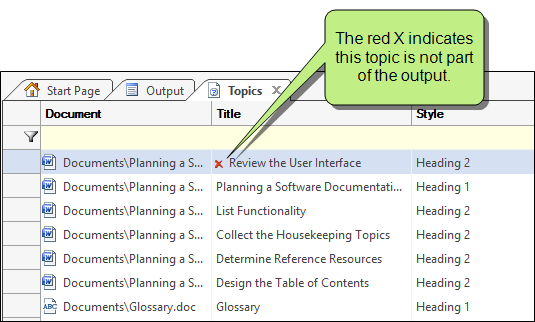 The red X indicates
this topic is not part
of the output.
Start Page Output Topics X
Document Title Style
Documents\Planning a S... Review the User Interface Heading 2
Documents\Planning a S... Planning a Software Documentati... Heading 1
Documents\Planning a S... List Functionality Heading 2
Documents\Planning a S... Collect the Housekeeping Topics Heading 2
Documents\Planning a S... Determine Reference Resources Heading 2
Documents\Planning a S... Design the Table of Contents Heading 2
ABC Documents\Glossary.doc Glossary Heading 1